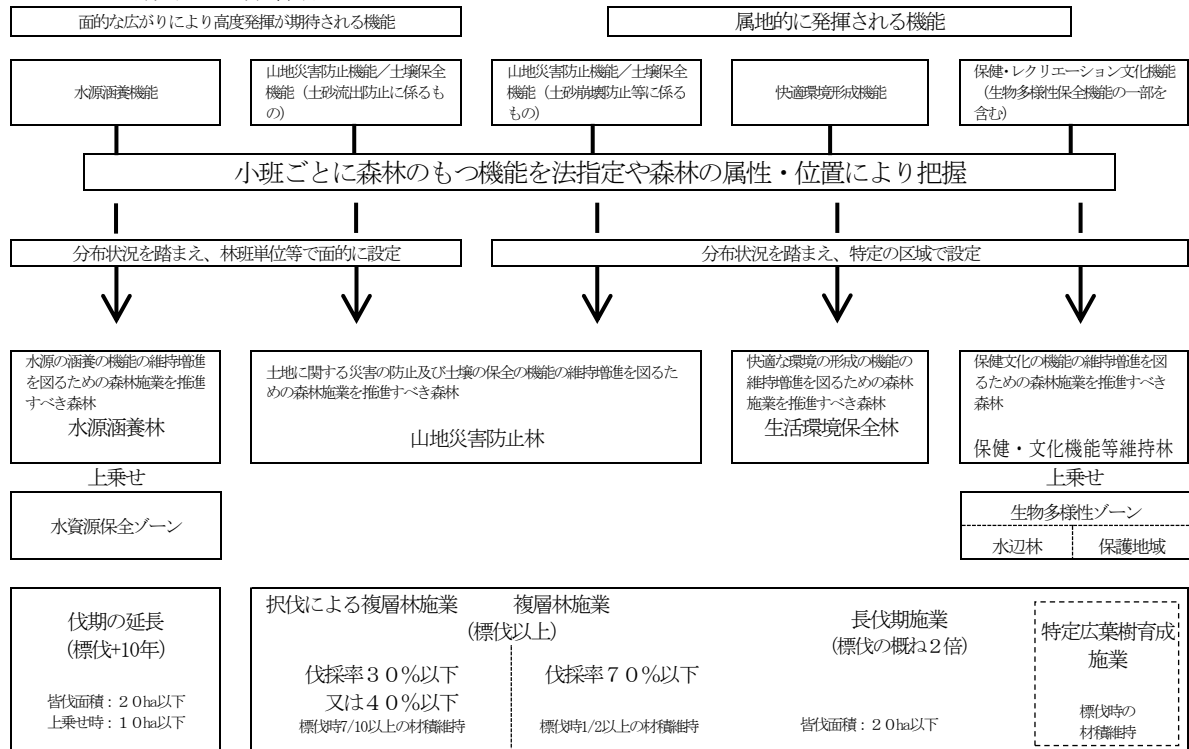 面的な広がりにより高度発揮が期待される機能
属地的に発揮される機能
水源涵養機能
山地災害防止機能／土壌保全
機能（土砂流出防止に係るも
の）
山地災害防止機能／土壌保全
機能（土砂崩壊防止等に係る
もの）
快適環境形成機能
保健・レクリエーション文化機能
（生物多様性保全機能の一部を
含む）
小班ごとに森林のもつ機能を法指定や森林の属性・位置により把握
分布状況を踏まえ、林班単位等で面的に設定
分布状況を踏まえ、特定の区域で設定
水源の涵養の機能の維持増進
を図るための森林施業を推進
すべき森林
水源涵養林
土地に関する災害の防止及び土壌の保全の機能の維持増進を図るた
めの森林施業を推進すべき森林
山地災害防止林
快適な環境の形成の機能の
維持増進を図るための森林
施業を推進すべき森林
生活環境保全林
保健文化の機能の維持増進を図
るための森林施業を推進すべき
森林
保健・文化機能等維持林
上乗せ
水資源保全ゾーン
上乗せ
生物多様性ゾーン
水辺林
保護地域
伐期の延長
（標伐+10年）
皆伐面積：２０ha以下
上乗せ時：１０ha以下
択伐による複層林施業
複層林施業
（標伐以上）
伐採率３０％以下
又は４０％以下
標伐時7/10以上の材積維持
伐採率７０％以下
標伐時1/2以上の材積維持
長伐期施業
（標伐の概ね２倍）
皆伐面積：２０ha以下
特定広葉樹育成
施業
標伐時の
材積維持